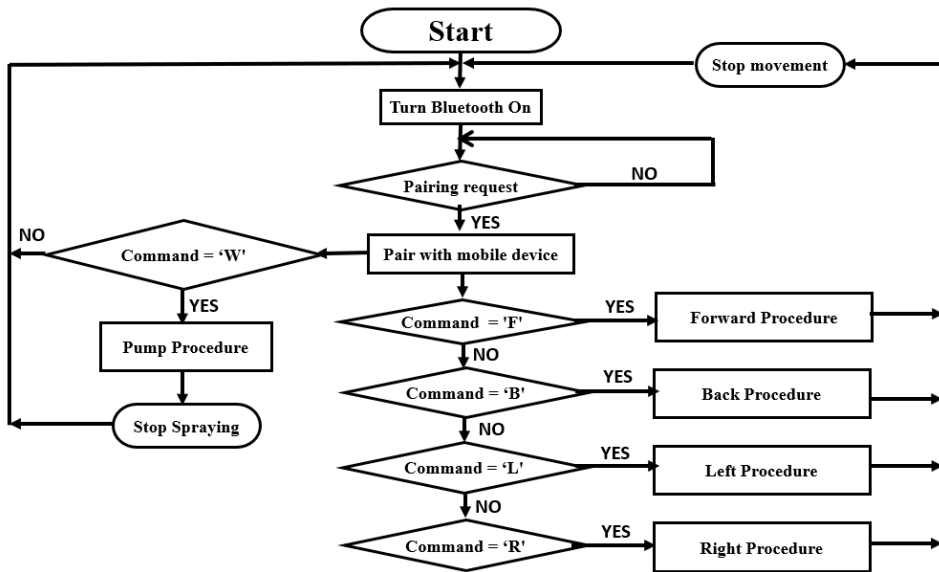 Start
Stop movement
Turn Bluetooth On
Pairing request
NO
YES
NO
Command = ‘W'
Pair with mobile device
YES
Command = 'F'
YES
Forward Procedure
Pump Procedure
NO
Command = ‘B'
YES
Back Procedure
Stop Spraying
NO
Command = ‘L'
YES
Left Procedure
NO
Command = ‘R'
YES
Right Procedure